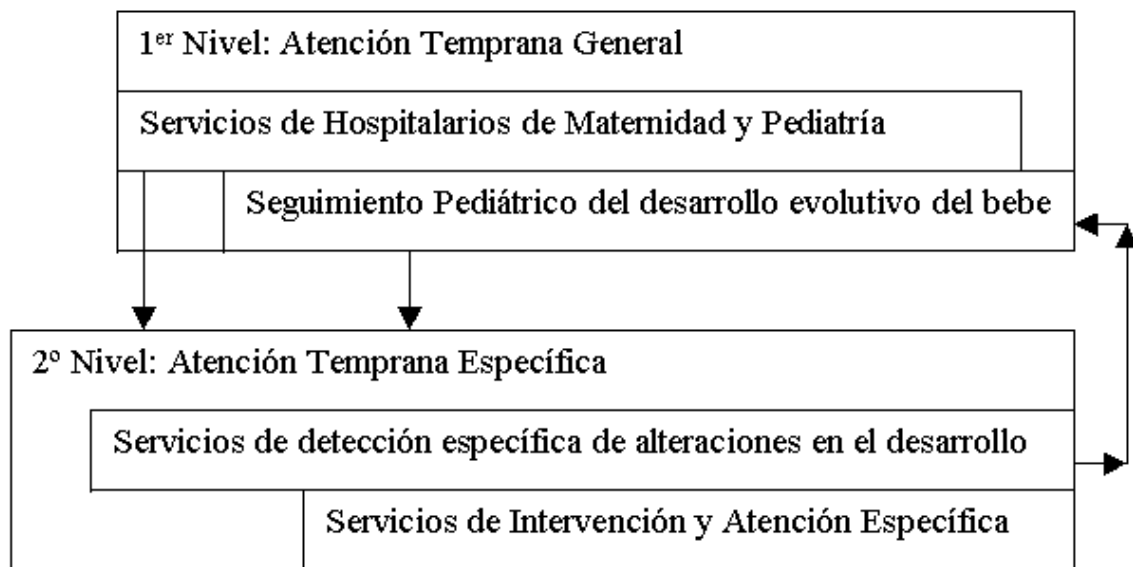 1er Nivel: Atención Temprana General
Servicios de Hospitalarios de Maternidad y Pediatría
Seguimiento Pediátrico del desarrollo evolutivo del bebe
2º Nivel: Atención Temprana Específica
Servicios de detección específica de alteraciones en el desarrollo
Servicios de Intervención y Atención Específica